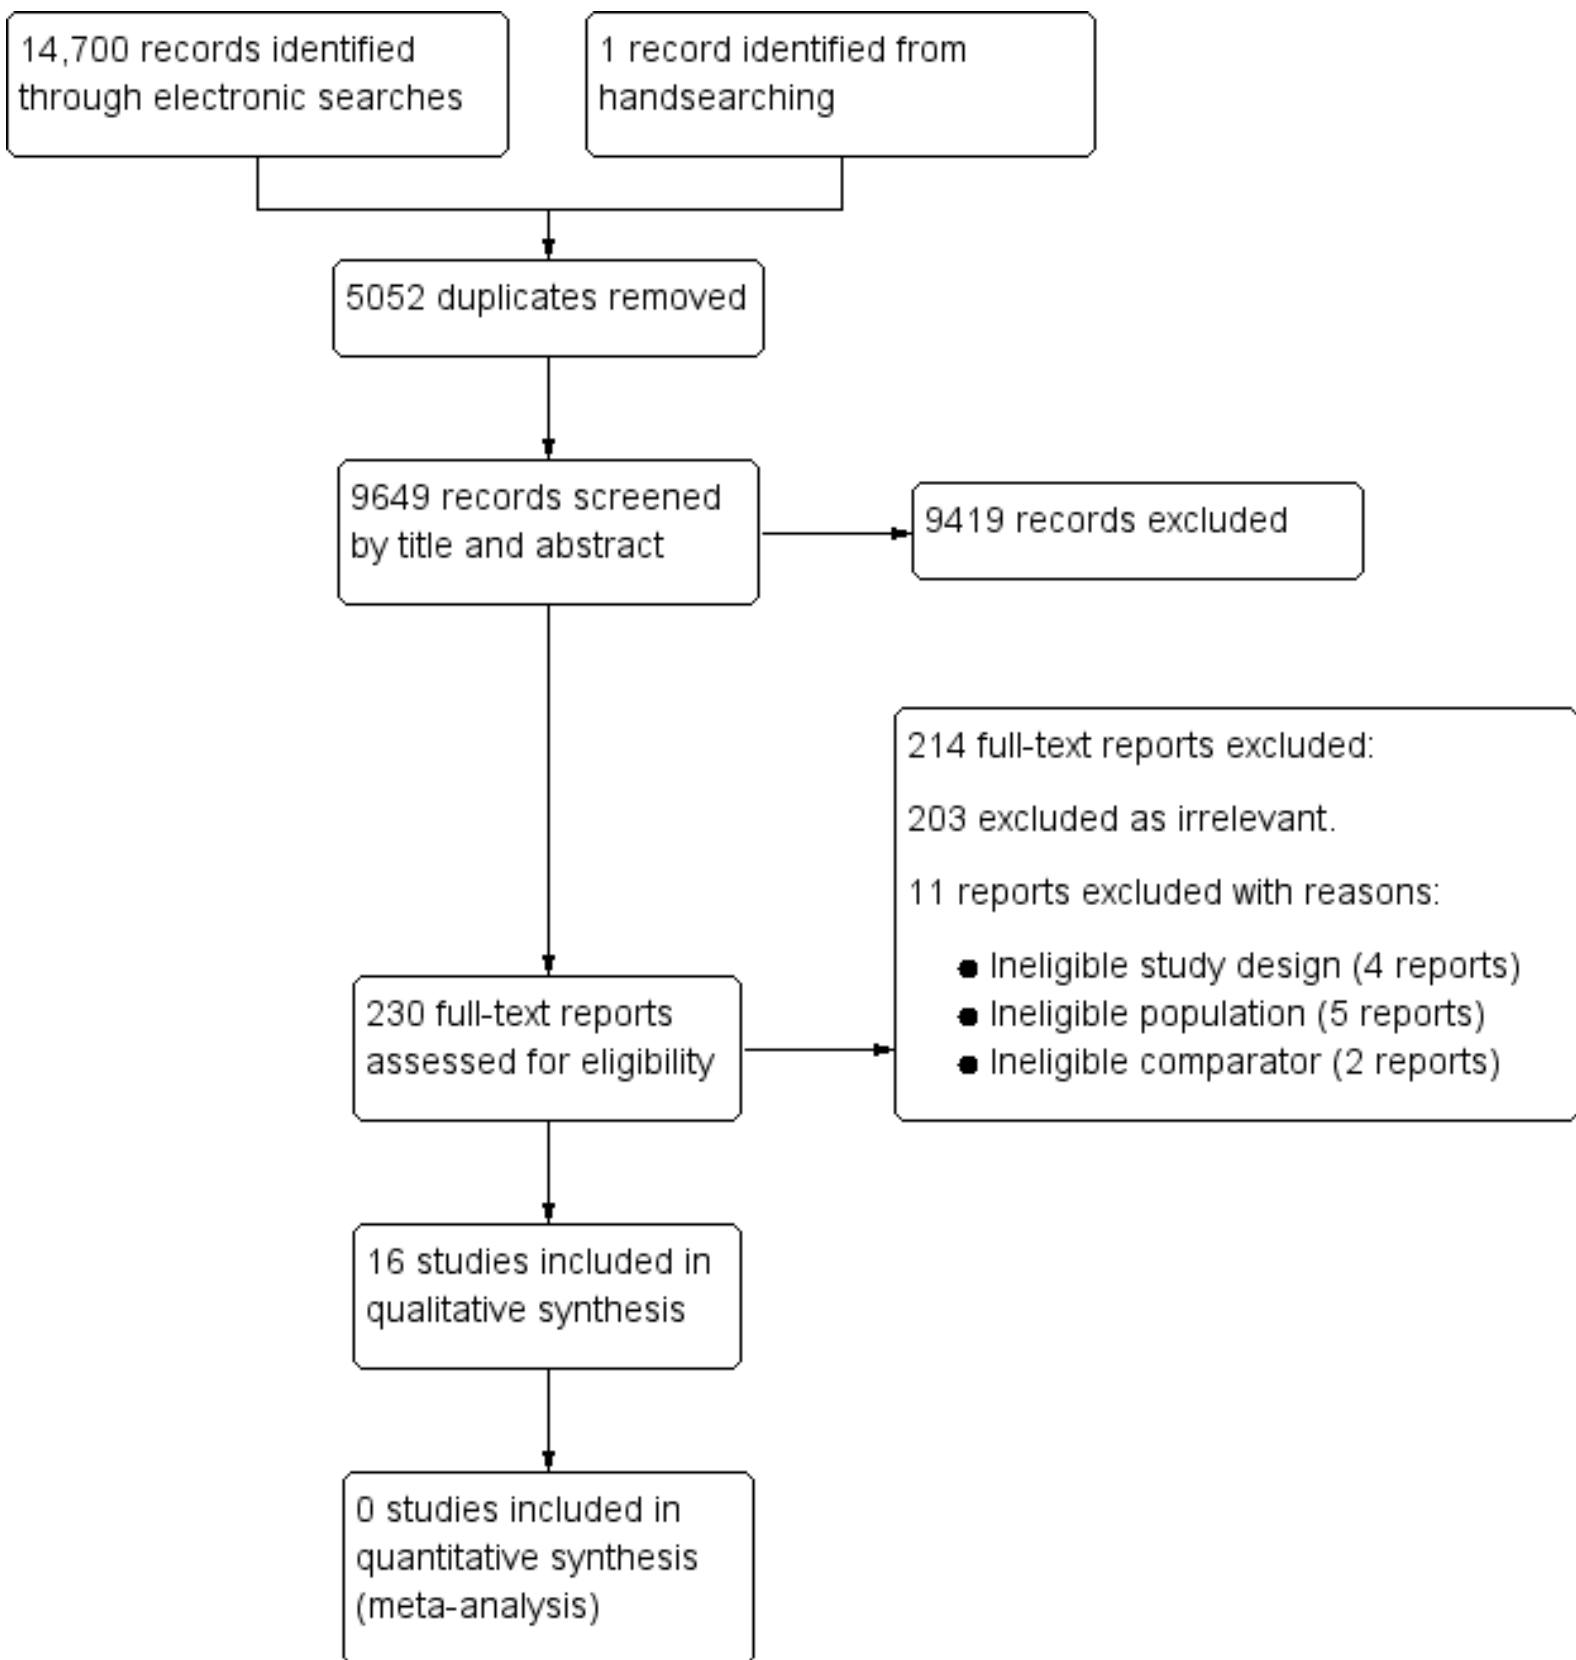 14,700 records identified
through electronic searches
1 record identified from
handsearching
5052 duplicates removed
9649 records screened
by title and abstract
9419 records excluded
214 full-text reports excluded:
203 excluded as irrelevant.
11 reports excluded with reasons:
● Ineligible study design (4 reports)
● Ineligible population (5 reports)
● Ineligible comparator (2 reports)
230 full-text reports
assessed for eligibility
16 studies included in
qualitative synthesis
0 studies included in
quantitative synthesis
(meta-analysis)